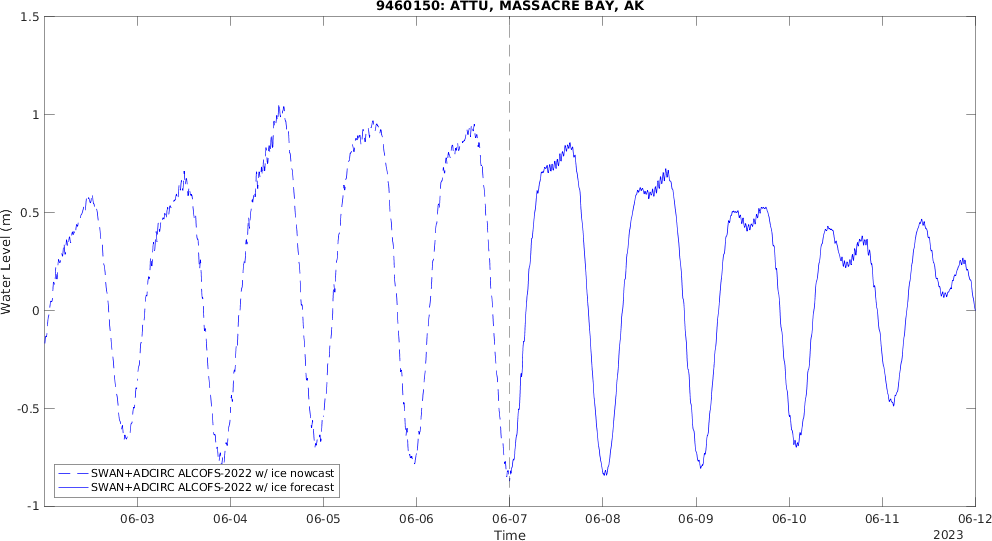 9460150: ATTU, MASSACRE BAY, AK
1.5
1
0.5
0
-0.5
-1
Water Level (m)
SWAN+ADCIRC ALCOFS-2022 w/ ice nowcast
SWAN+ADCIRC ALCOFS-2022 w/ ice forecast
06-03 06-04 06-05 06-06 06-07 06-08 06-09 06-10 06-11 06-12
Time
2023